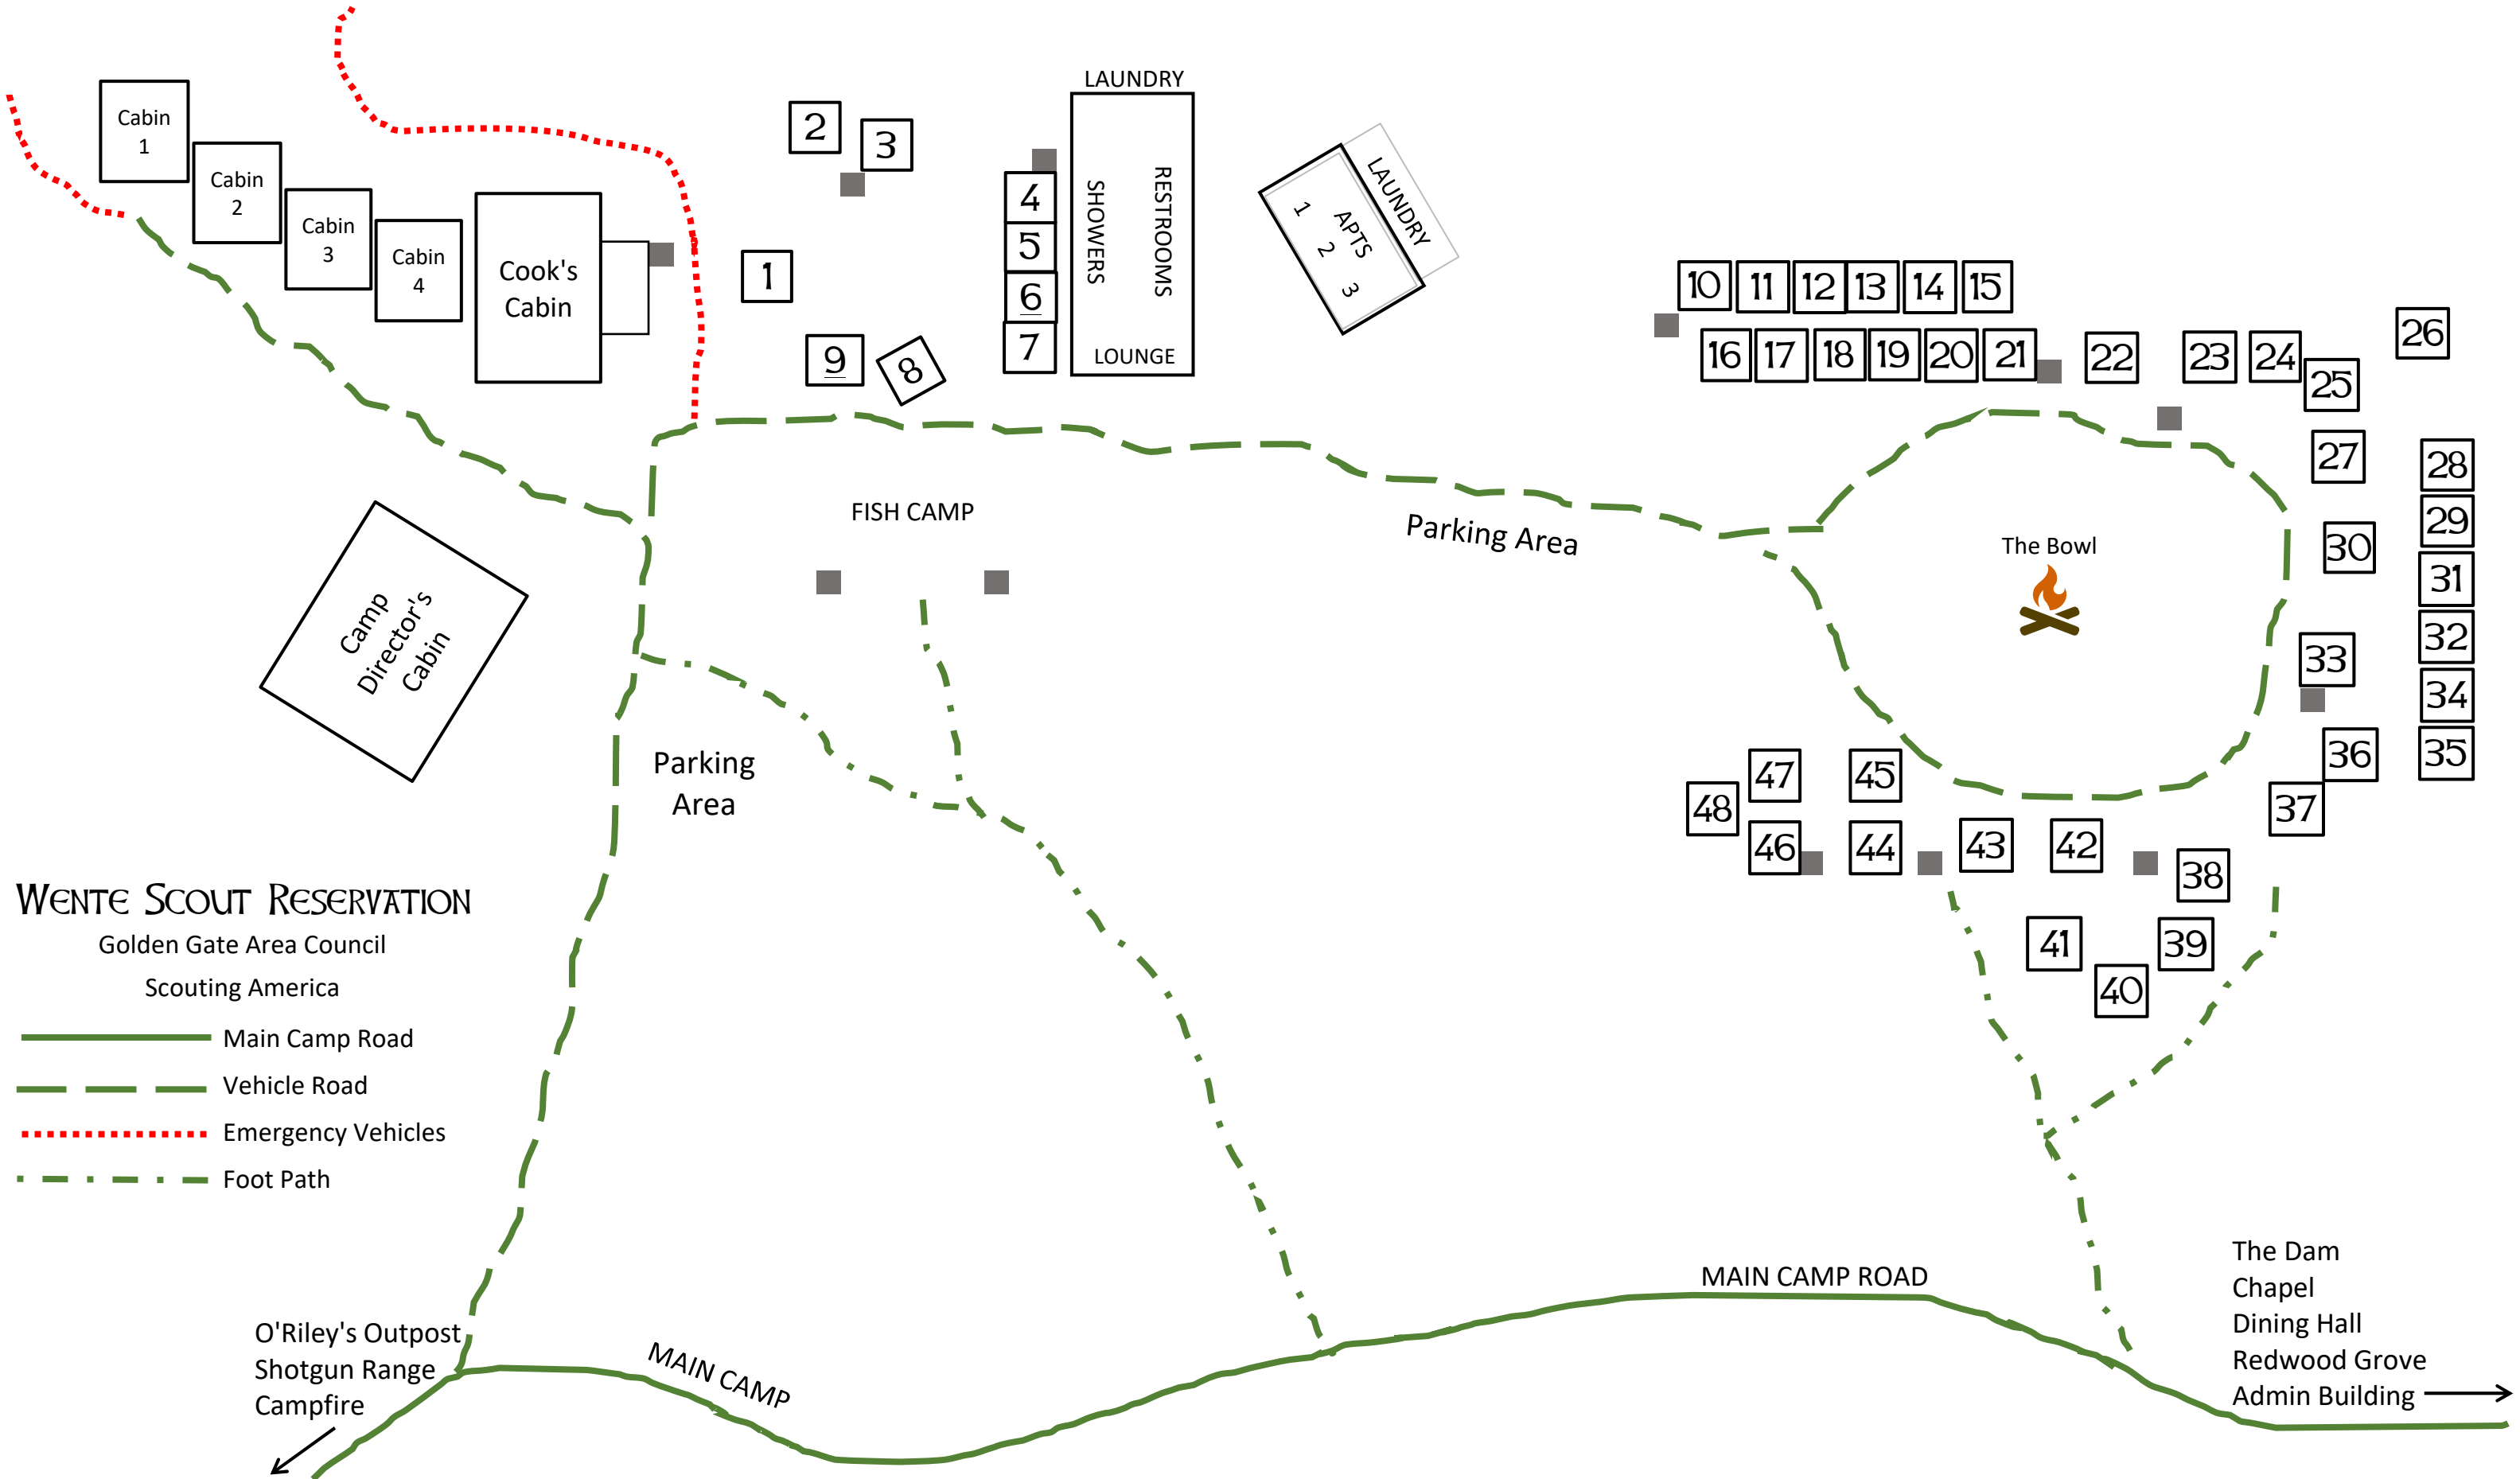 LAUNDRY
Cabin
1
Cabin
2
Cabin
3
Cabin
4
Cook's
Cabin
2
3
1
9
8
4
5
6
7
SHOWERS
RESTROOMS
LOUNGE
LAUNDRY
APTS
1
2
3
10
11
12
13
14
15
16
17
18
19
20
21
22
23
24
25
26
27
28
29
30
31
32
33
34
35
36
37
38
39
40
41
42
43
44
45
46
47
48
FISH CAMP
Parking Area
The Bowl
Camp
Director's
Cabin
Parking
Area
WENTE SCOUT RESERVATION
Golden Gate Area Council
Scouting America
Main Camp Road
Vehicle Road
Emergency Vehicles
Foot Path
O'Riley's Outpost
Shotgun Range
Campfire
MAIN CAMP
MAIN CAMP ROAD
The Dam
Chapel
Dining Hall
Redwood Grove
Admin Building